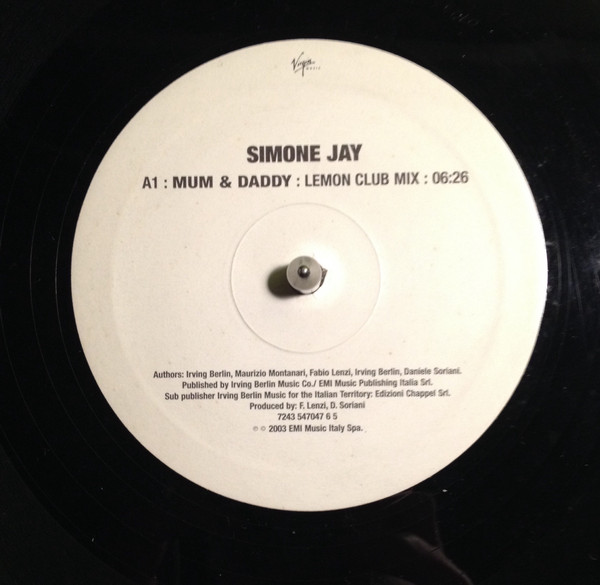 Virgin
MUSIC
SIMONE JAY
A1 : MUM & DADDY : LEMON CLUB MIX : 06:26
Authors: Irving Berlin, Maurizio Montanari, Fabio Lenzi, Irving Berlin, Daniele Soriani.
Published by Irving Berlin Music Co./ EMI Music Publishing Italia Srl.
Sub publisher Irving Berlin Music for the Italian Territory: Edizioni Chappel Srl.
Produced by: F. Lenzi, D. Soriani
7243 547047 6 5
℗ © 2003 EMI Music Italy Spa.